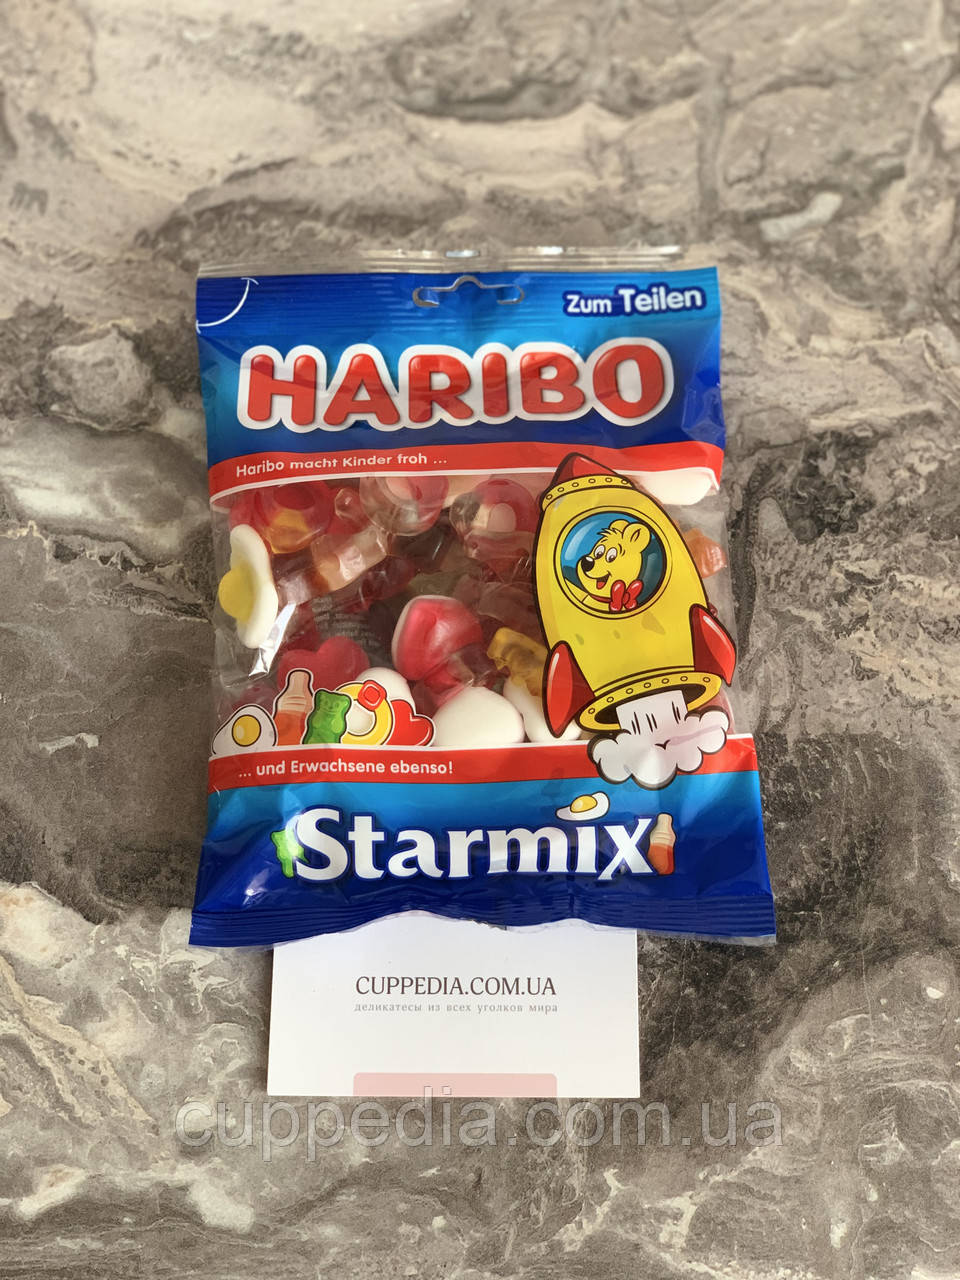 Zum Teilen
HARIBO
Haribo macht Kinder froh ...
... und Erwachsene ebenso!
Starmix
CUPPEDIA.COM.UA
деликатесы из всех уголков мира
cuppedia.com.ua